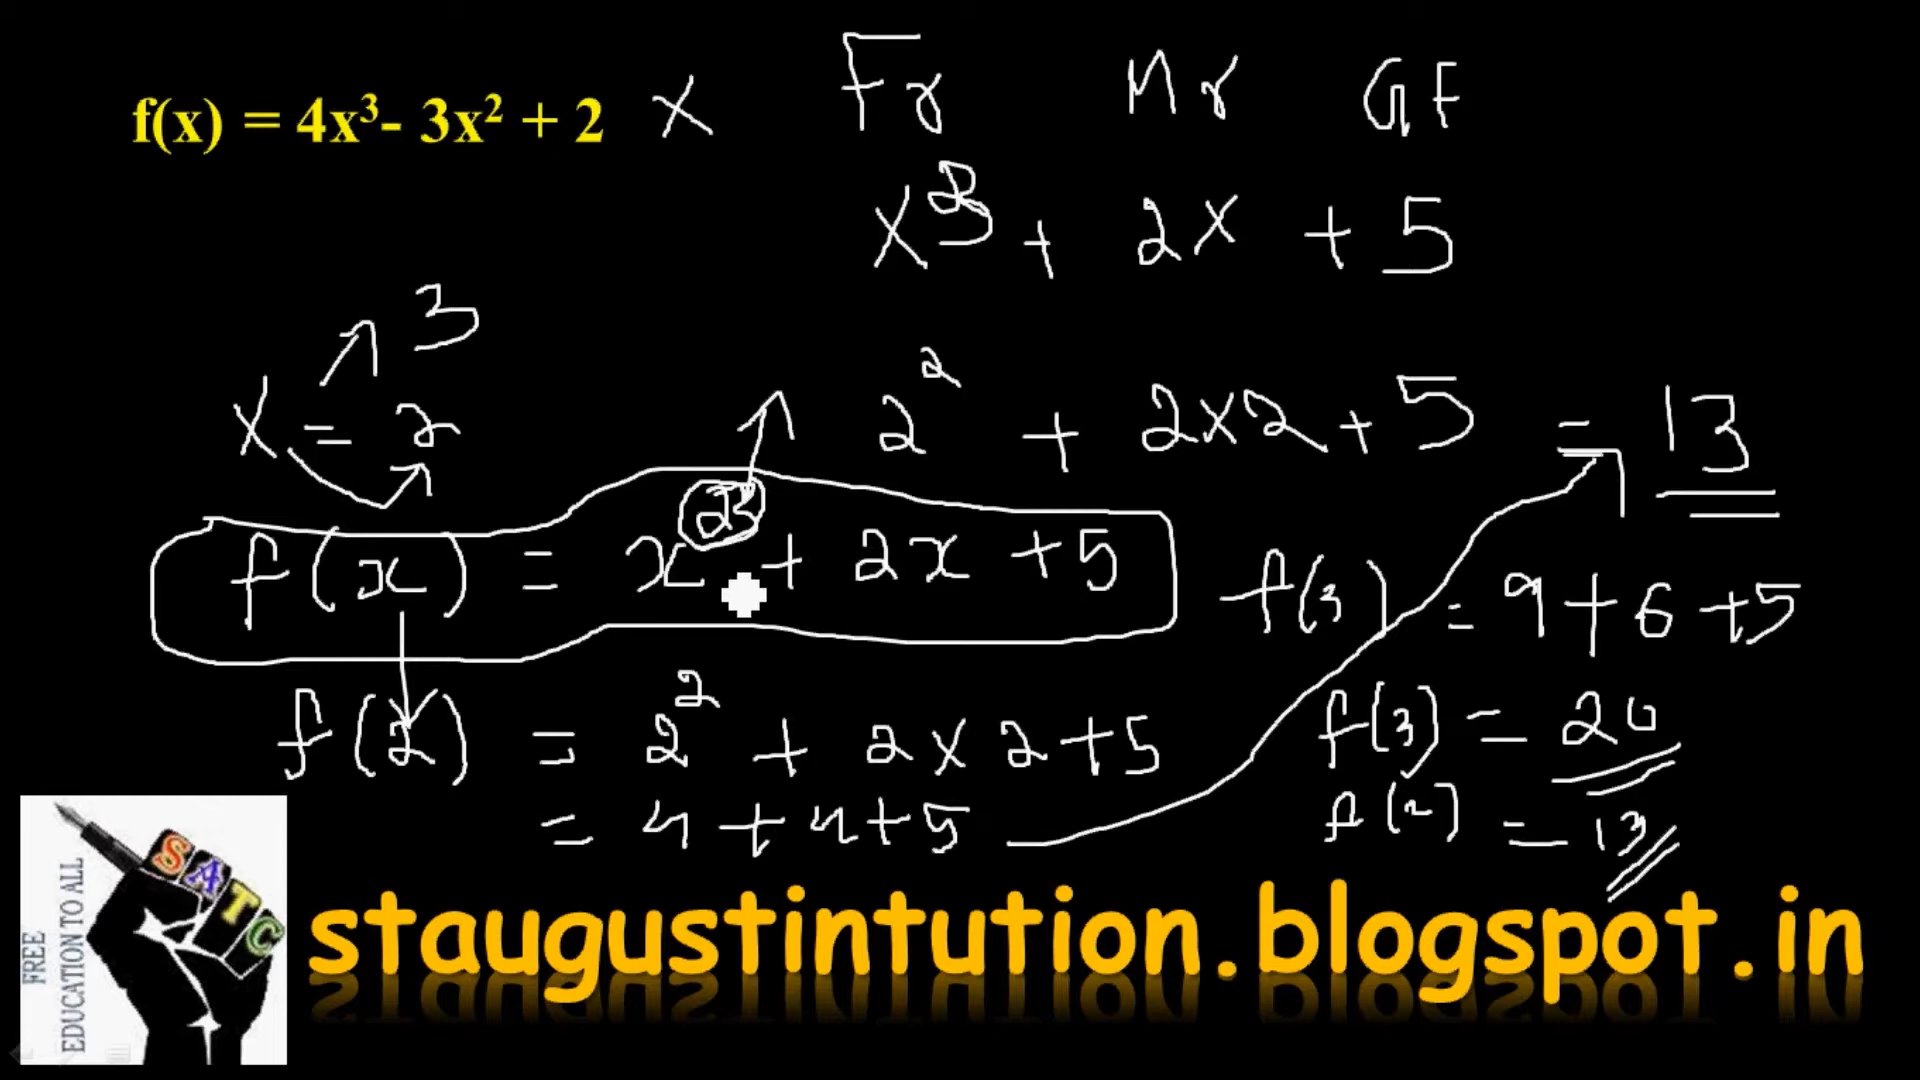 f(x) = 4x³- 3x² + 2 x Fr Mr GF
x³ + 2x + 5
3
x = 2
2² + 2x2 + 5 = 13
f(x) = x³ + 2x + 5
f(3) = 9 + 6 + 5
f(2) = 2² + 2 x 2 + 5
f(3) = 20
= 4 + 4 + 5
f(2) = 13
SATC
FREE
EDUCATION TO ALL
staugustintution.blogspot.in